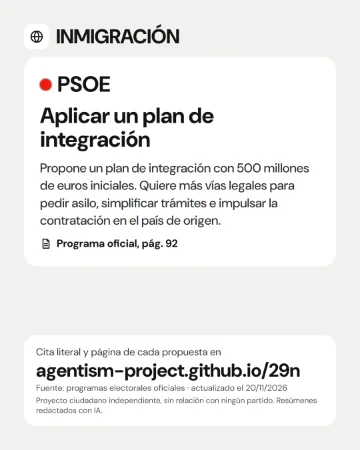 INMIGRACIÓN
PSOE
Aplicar un plan de
integración
Propone un plan de integración con 500 millones
de euros iniciales. Quiere más vías legales para
pedir asilo, simplificar trámites e impulsar la
contratación en el país de origen.
Programa oficial, pág. 92
Cita literal y página de cada propuesta en
agentism-project.github.io/29n
Fuente: programas electorales oficiales · actualizado el 20/11/2026
Proyecto ciudadano independiente, sin relación con ningún partido. Resúmenes
redactados con IA.